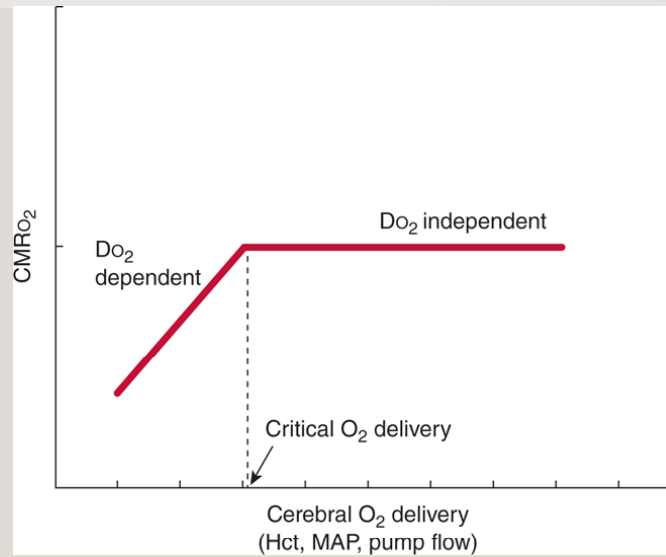 CMRO₂
DO₂ independent
DO₂
dependent
Critical O₂ delivery
Cerebral O₂ delivery
(Hct, MAP, pump flow)